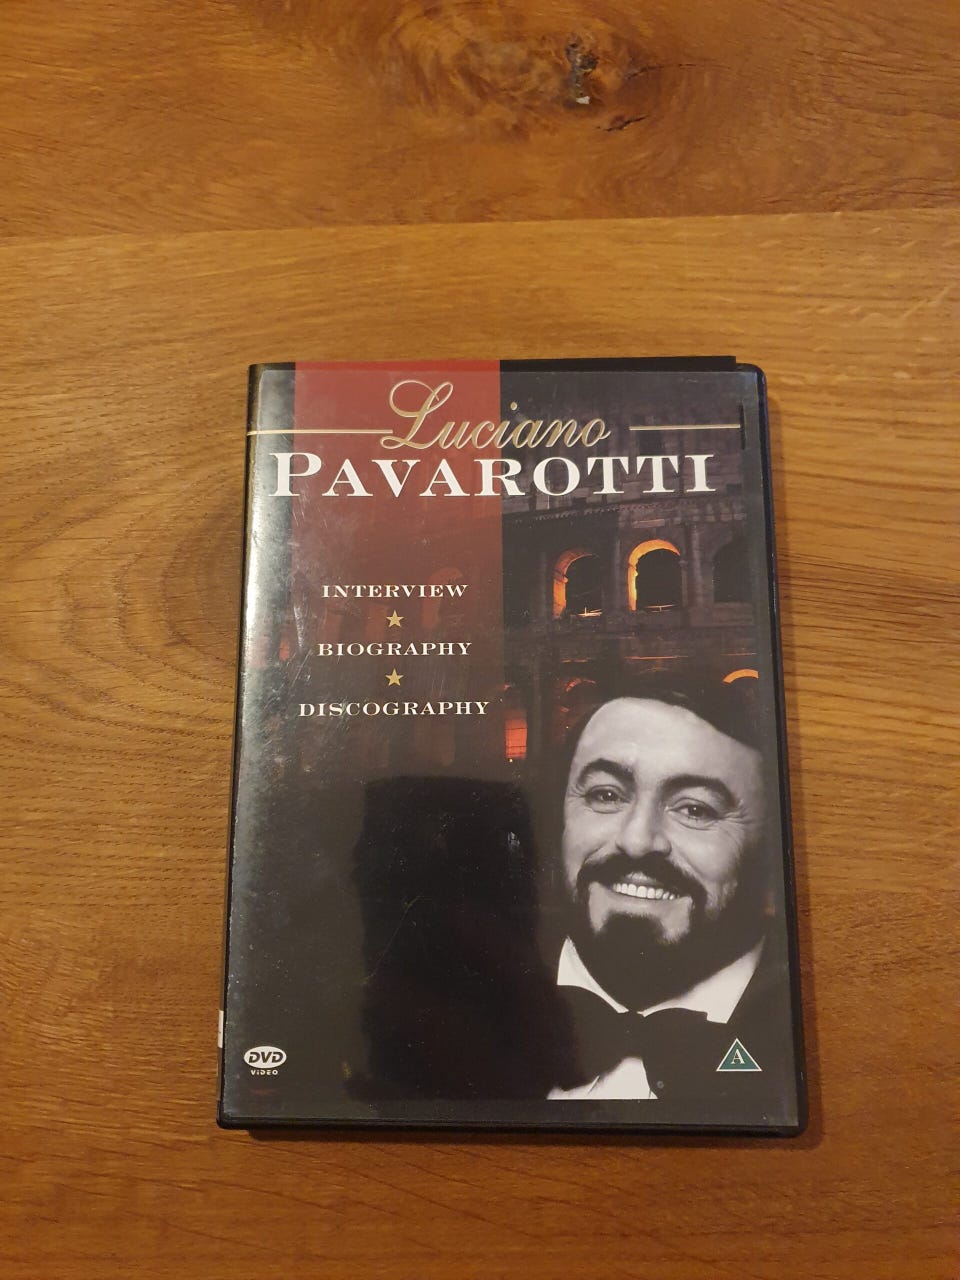 Luciano
PAVAROTTI
INTERVIEW
BIOGRAPHY
DISCOGRAPHY
DVD
VIDEO
A